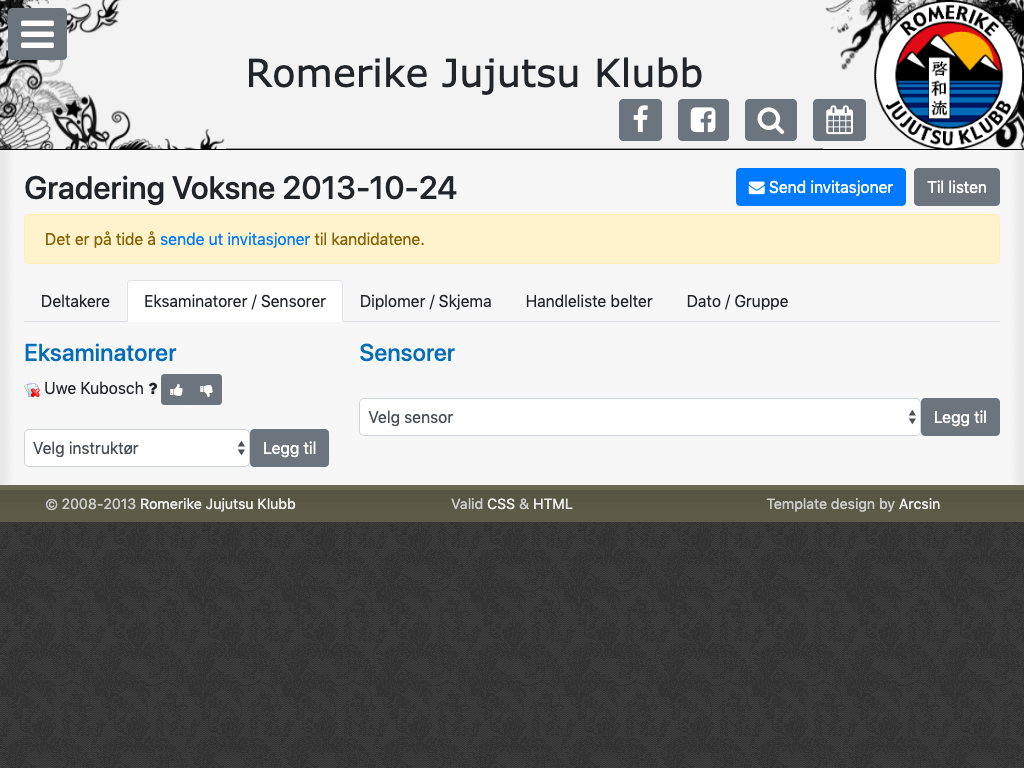 Romerike Jujutsu Klubb
ROMERIKE
啓和流
JUJUTSU KLUBB
Gradering Voksne 2013-10-24
Send invitasjoner
Til listen
Det er på tide å sende ut invitasjoner til kandidatene.
Deltakere
Eksaminatorer / Sensorer
Diplomer / Skjema
Handleliste belter
Dato / Gruppe
Eksaminatorer
Uwe Kubosch ?
Velg instruktør
Legg til
Sensorer
Velg sensor
Legg til
© 2008-2013 Romerike Jujutsu Klubb
Valid CSS & HTML
Template design by Arcsin